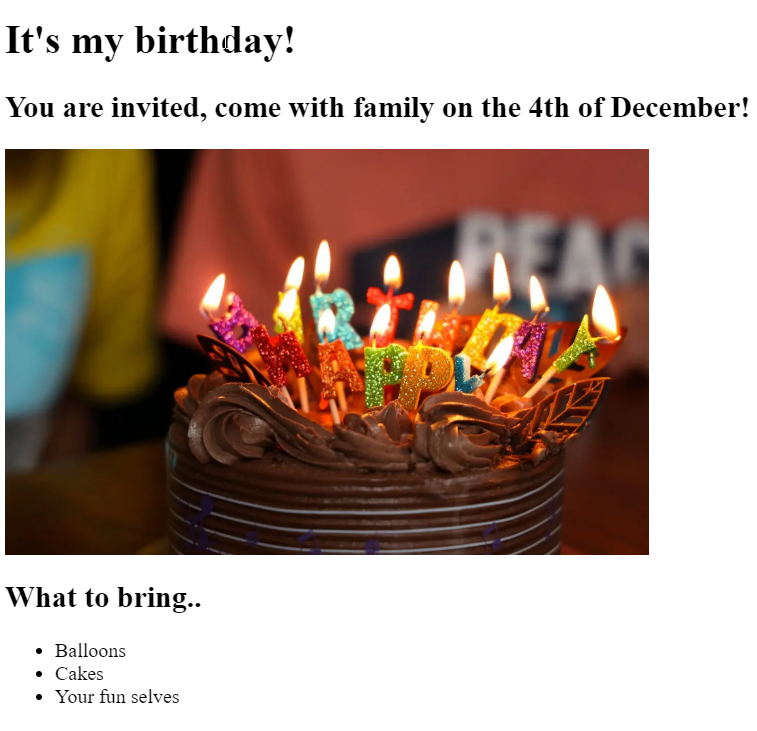 It's my birthday!
You are invited, come with family on the 4th of December!
PEAC
BIRTHDAY
HAPPY
What to bring..
Balloons
Cakes
Your fun selves